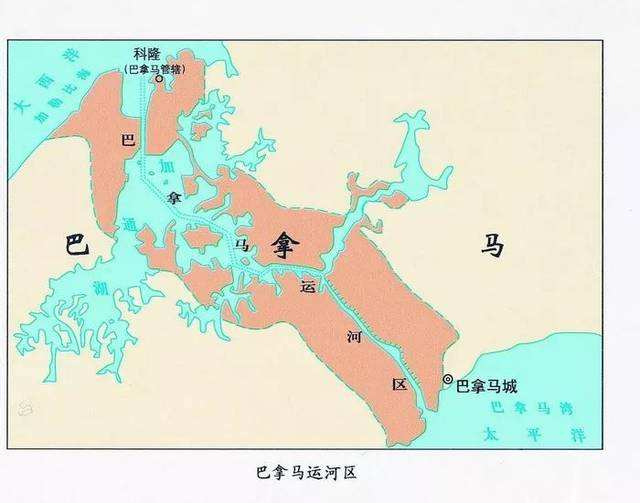 科隆
(巴拿马管辖)
大西洋
加勒比海
巴拿马运河区
加通湖
巴拿马
巴拿马城
巴拿马湾
太平洋
巴拿马运河区